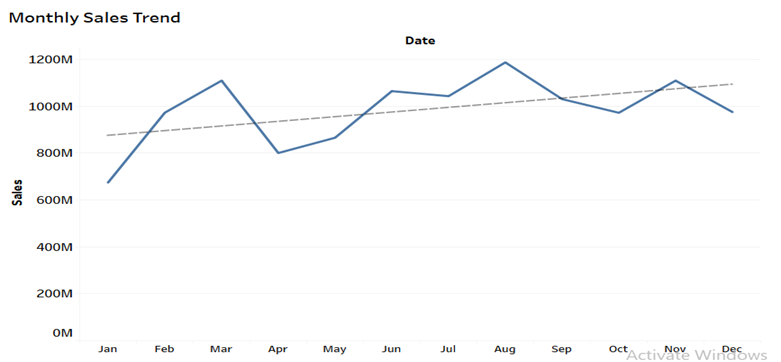 Monthly Sales Trend
Date
1200M
1000M
800M
600M
400M
200M
0M
Sales
Jan Feb Mar Apr May Jun Jul Aug Sep Oct Nov Dec
Activate Windows